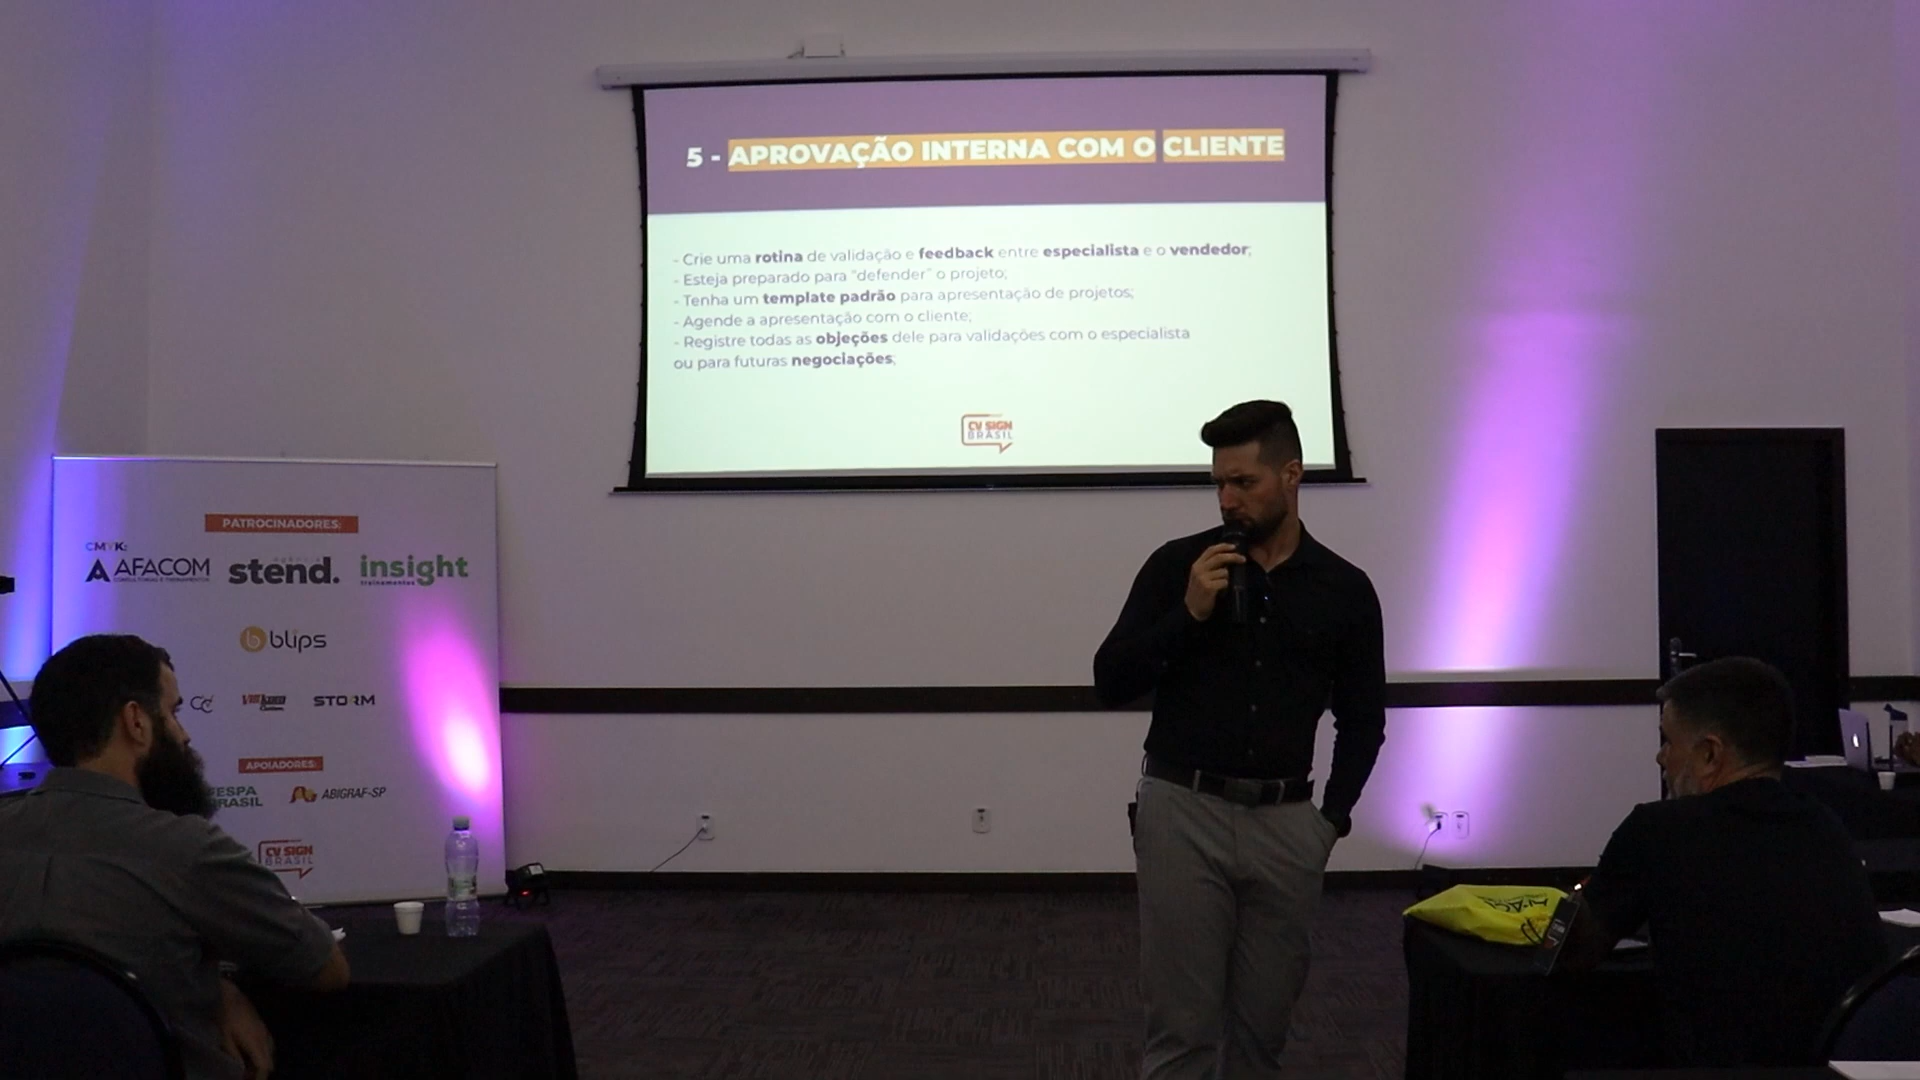 5 - APROVAÇÃO INTERNA COM O CLIENTE
- Crie uma rotina de validação e feedback entre especialista e o vendedor;
- Esteja preparado para "defender" o projeto;
- Tenha um template padrão para apresentação de projetos;
- Agende a apresentação com o cliente;
- Registre todas as objeções dele para validações com o especialista
ou para futuras negociações;
CV SIGN
BRASIL
PATROCINADORES:
CMYK:
AFACOM
stend.
insight
treinamentos
blips
STORM
APOIADORES:
ABIGRAF-SP
CV SIGN
BRASIL